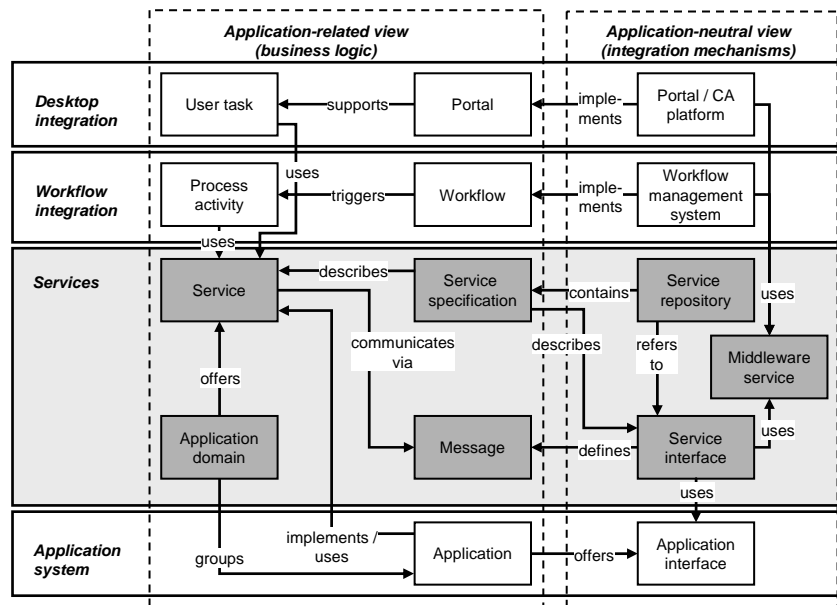 Application-related view
(business logic)
Application-neutral view
(integration mechanisms)
Desktop
integration
User task
supports
Portal
imple-
ments
Portal / CA
platform
uses
Workflow
integration
Process
activity
triggers
Workflow
imple-
ments
Workflow
management
system
uses
Services
Service
describes
Service
specification
contains
Service
repository
uses
communicates
via
describes
refers
to
Middleware
service
offers
Application
domain
Message
defines
Service
interface
uses
uses
Application
system
groups
implements /
uses
Application
offers
Application
interface